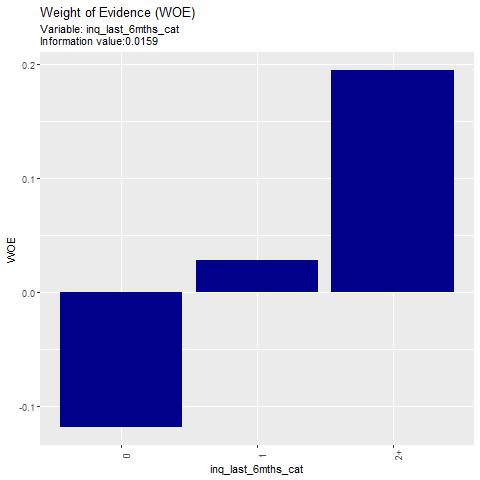 Weight of Evidence (WOE)
Variable: inq_last_6mths_cat
Information value:0.0159
0.2
0.1
0.0
-0.1
WOE
0
1
2+
inq_last_6mths_cat